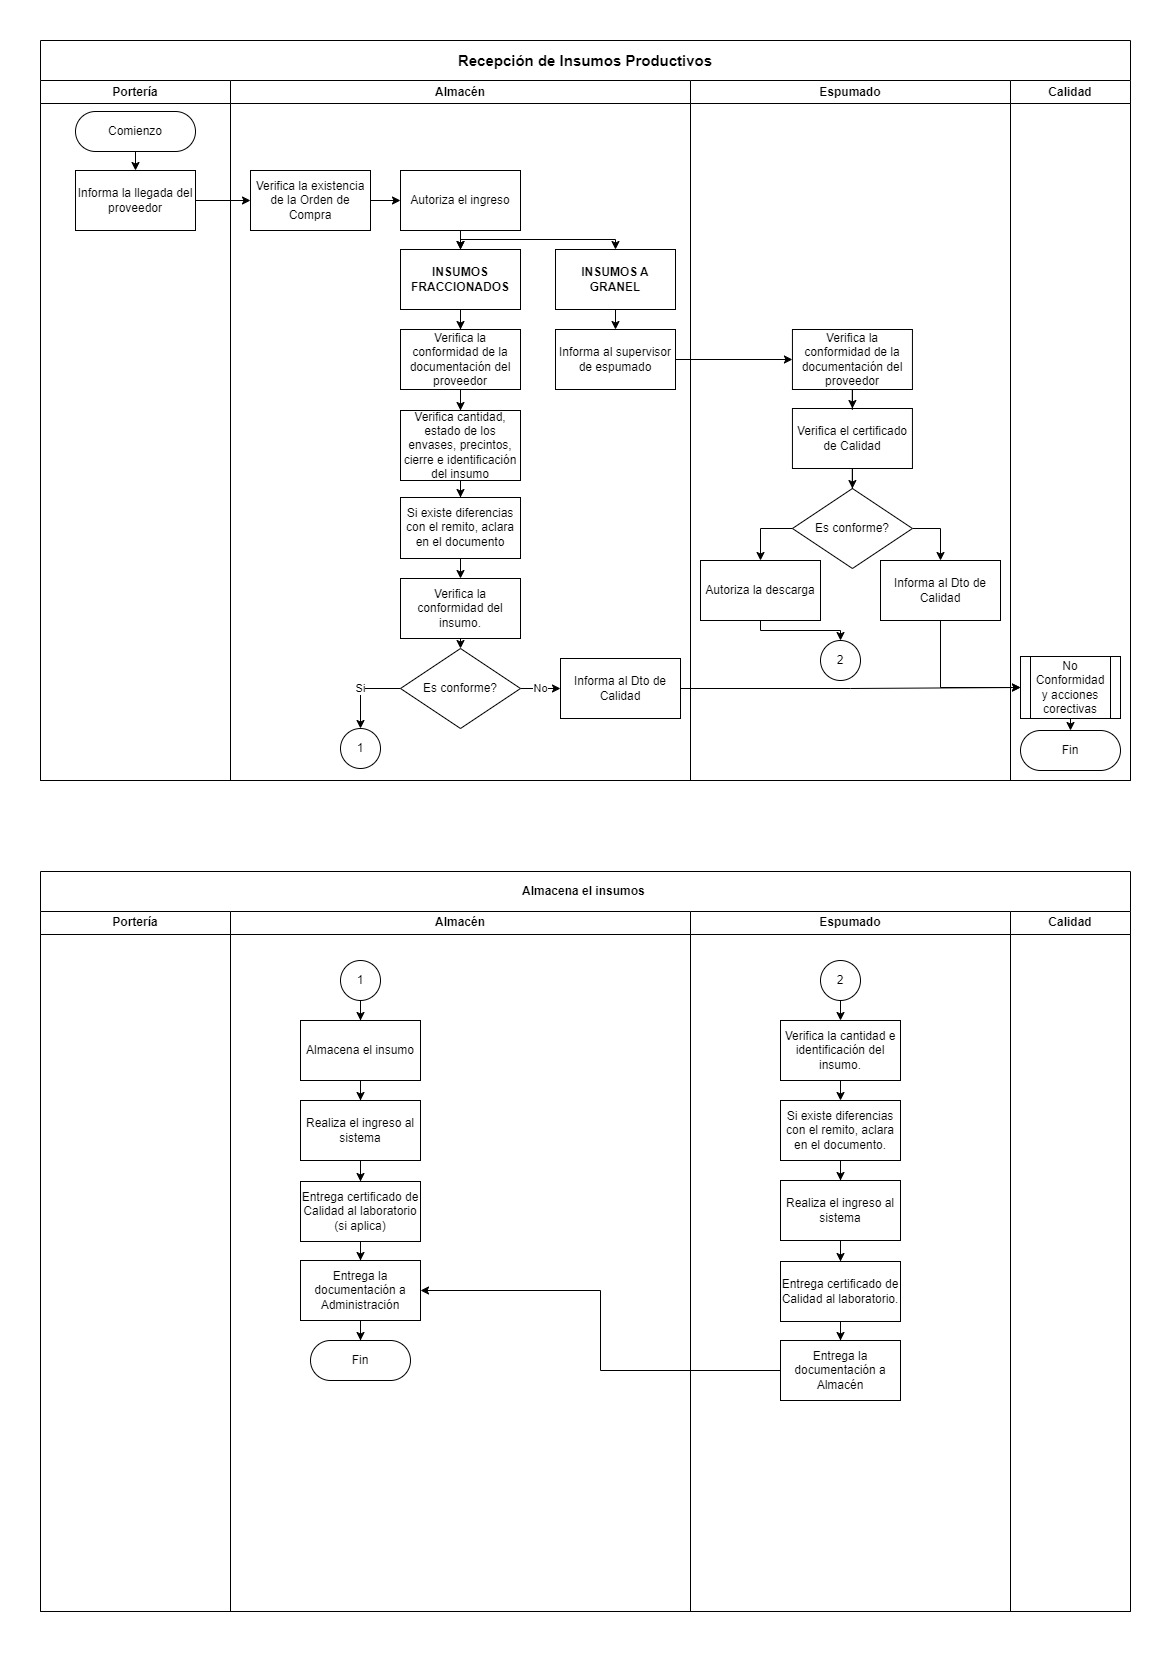 Recepción de Insumos Productivos
Portería
Almacén
Espumado
Calidad
Comienzo
Informa la llegada del
proveedor
Verifica la existencia
de la Orden de
Compra
Autoriza el ingreso
INSUMOS
FRACCIONADOS
INSUMOS A
GRANEL
Verifica la
conformidad de la
documentación del
proveedor
Informa al supervisor
de espumado
Verifica la
conformidad de la
documentación del
proveedor
Verifica cantidad,
estado de los
envases, precintos,
cierre e identificación
del insumo
Verifica el certificado
de Calidad
Si existe diferencias
con el remito, aclara
en el documento
Es conforme?
Verifica la
conformidad del
insumo.
Autoriza la descarga
Informa al Dto de
Calidad
2
Es conforme?
Si
No
Informa al Dto de
Calidad
No
Conformidad
y acciones
corectivas
1
Fin
Almacena el insumos
Portería
Almacén
Espumado
Calidad
1
Almacena el insumo
Realiza el ingreso al
sistema
Entrega certificado de
Calidad al laboratorio
(si aplica)
Entrega la
documentación a
Administración
Fin
2
Verifica la cantidad e
identificación del
insumo.
Si existe diferencias
con el remito, aclara
en el documento.
Realiza el ingreso al
sistema
Entrega certificado de
Calidad al laboratorio.
Entrega la
documentación a
Almacén